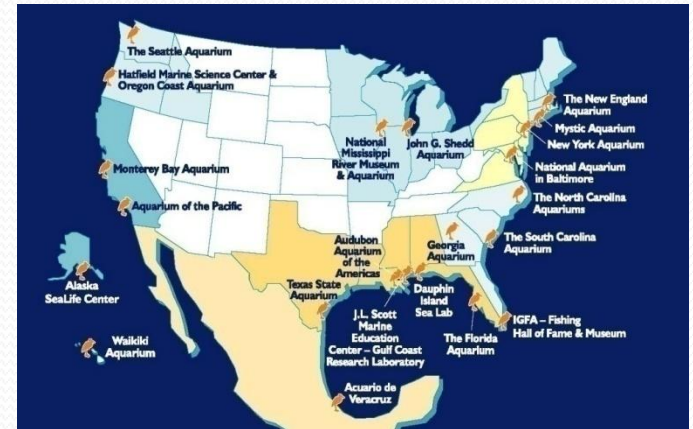 The Seattle Aquarium
Hatfield Marine Science Center &
Oregon Coast Aquarium
Monterey Bay Aquarium
Aquarium of the Pacific
Alaska
SeaLife Center
Waikiki
Aquarium
National
Mississippi
River Museum
& Aquarium
John G. Shedd
Aquarium
The New England
Aquarium
Mystic Aquarium
New York Aquarium
National Aquarium
in Baltimore
The North Carolina
Aquariums
The South Carolina
Aquarium
Georgia
Aquarium
Audubon
Aquarium
of the
Americas
Texas State
Aquarium
J.L. Scott
Marine
Education
Center – Gulf Coast
Research Laboratory
Dauphin
Island
Sea Lab
The Florida
Aquarium
IGFA – Fishing
Hall of Fame & Museum
Acuario de
Veracruz